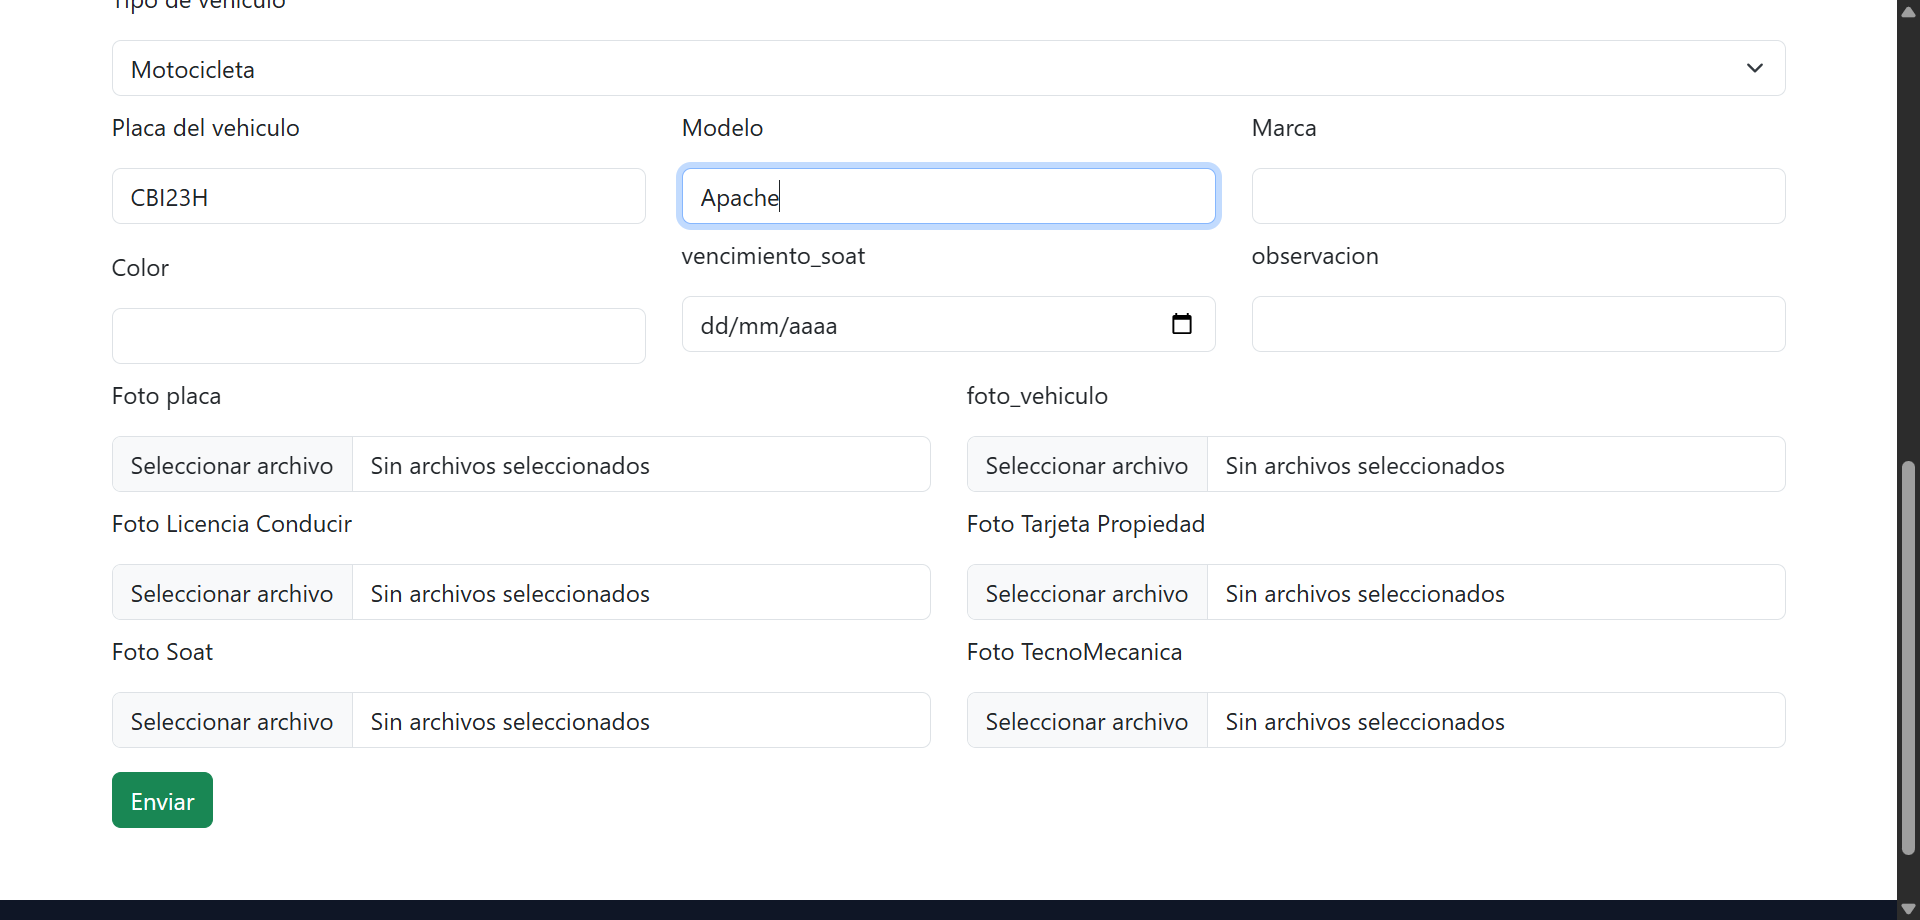 Tipo de vehiculo
Motocicleta
Placa del vehiculo
Modelo
Marca
CBI23H
Apache
Color
vencimiento_soat
observacion
dd/mm/aaaa
Foto placa
foto_vehiculo
Seleccionar archivo Sin archivos seleccionados
Seleccionar archivo Sin archivos seleccionados
Foto Licencia Conducir
Foto Tarjeta Propiedad
Seleccionar archivo Sin archivos seleccionados
Seleccionar archivo Sin archivos seleccionados
Foto Soat
Foto TecnoMecanica
Seleccionar archivo Sin archivos seleccionados
Seleccionar archivo Sin archivos seleccionados
Enviar